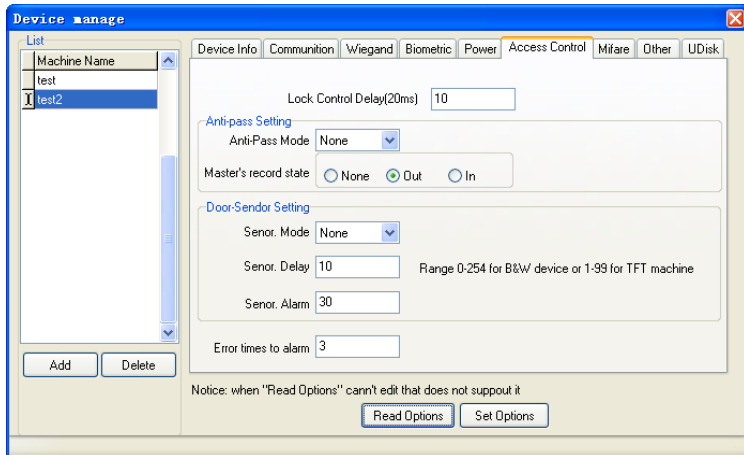 Device manage
List
Machine Name
test
test2
Add Delete
Device Info Communition Wiegand Biometric Power Access Control Mifare Other UDisk
Lock Control Delay(20ms) 10
Anti-pass Setting
Anti-Pass Mode None
Master's record state None Out In
Door-Sendor Setting
Senor. Mode None
Senor. Delay 10 Range 0-254 for B&W device or 1-99 for TFT machine
Senor. Alarm 30
Error times to alarm 3
Notice: when "Read Options" cann't edit that does not suppout it
Read Options Set Options